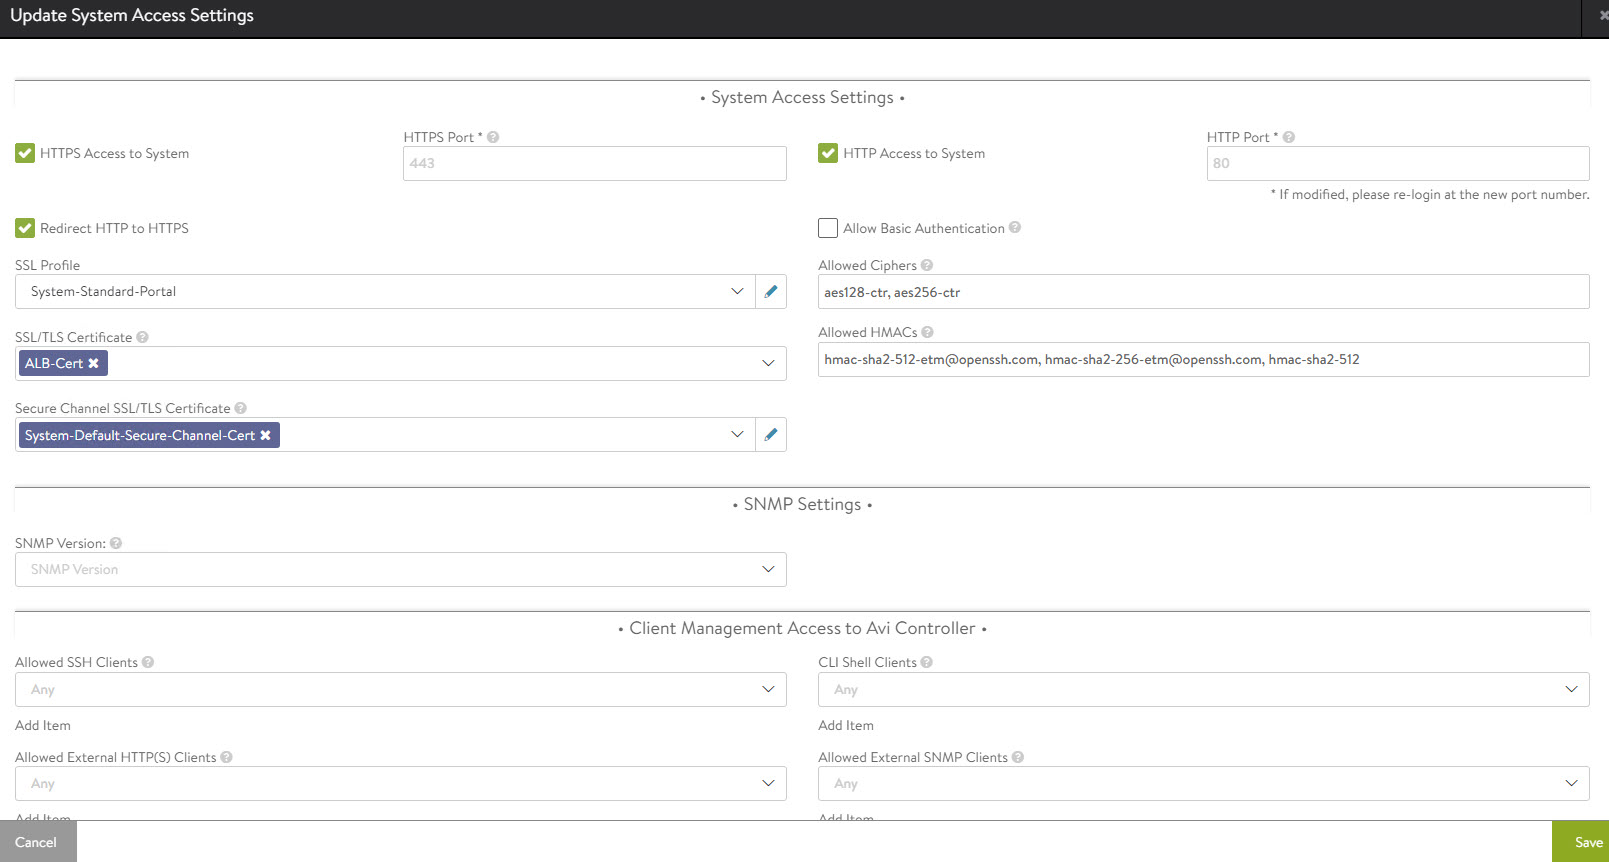 Update System Access Settings
• System Access Settings •
HTTPS Access to System
HTTPS Port *
443
HTTP Access to System
HTTP Port *
80
* If modified, please re-login at the new port number.
Redirect HTTP to HTTPS
Allow Basic Authentication
SSL Profile
System-Standard-Portal
Allowed Ciphers
aes128-ctr, aes256-ctr
SSL/TLS Certificate
ALB-Cert
Allowed HMACs
hmac-sha2-512-etm@openssh.com, hmac-sha2-256-etm@openssh.com, hmac-sha2-512
Secure Channel SSL/TLS Certificate
System-Default-Secure-Channel-Cert
• SNMP Settings •
SNMP Version:
SNMP Version
• Client Management Access to Avi Controller •
Allowed SSH Clients
Any
Add Item
CLI Shell Clients
Any
Add Item
Allowed External HTTP(S) Clients
Any
Add Item
Allowed External SNMP Clients
Any
Add Item
Cancel
Save